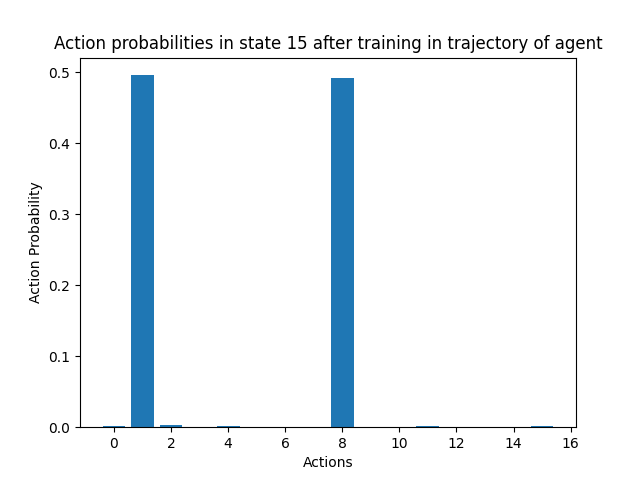 Action probabilities in state 15 after training in trajectory of agent
0.5
0.4
0.3
0.2
0.1
0.0
Action Probability
0 2 4 6 8 10 12 14 16
Actions